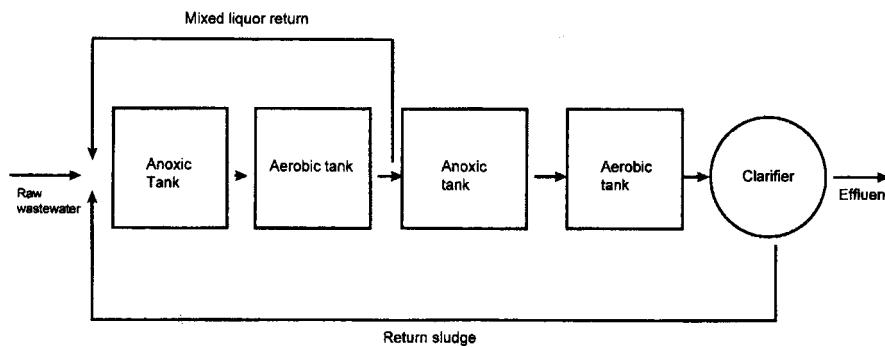 Mixed liquor return
Anoxic
Tank
Aerobic tank
Anoxic
tank
Aerobic
tank
Clarifier
Raw
wastewater
Effluen
Return sludge